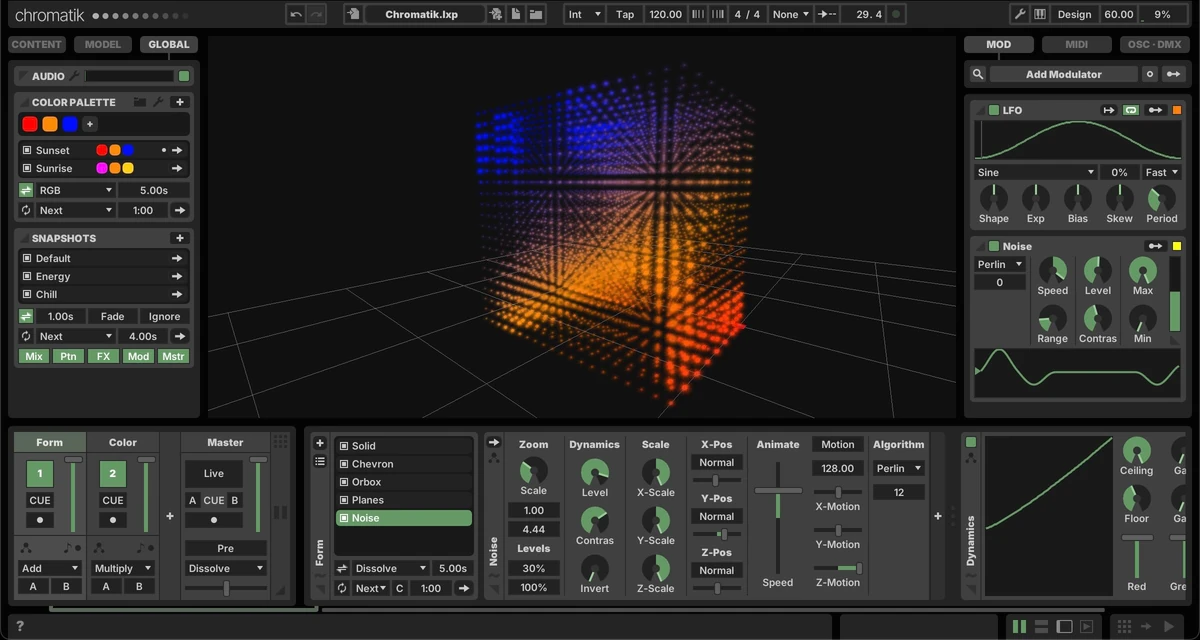 chromatik
Chromatik.lxp
Int Tap 120.00 4 / 4 None 29. 4
Design 60.00 9%
CONTENT MODEL GLOBAL
AUDIO
COLOR PALETTE
Sunset
Sunrise
RGB 5.00s
Next 1:00
SNAPSHOTS
Default
Energy
Chill
1.00s Fade Ignore
Next 4.00s
Mix Ptn FX Mod Mstr
MOD MIDI OSC · DMX
Add Modulator
LFO
Sine 0% Fast
Shape Exp Bias Skew Period
Noise
Perlin
0
Speed Level Max
Range Contras Min
Form Color Master
1 2 Live
CUE CUE A CUE B
Pre
Add Multiply Dissolve
A B A B
Form
Solid
Chevron
Orbox
Planes
Noise
Dissolve 5.00s
Next C 1:00
Noise
Zoom
Scale
1.00
4.44
Levels
30%
100%
Dynamics
Level
Contras
Invert
Scale
X-Scale
Y-Scale
Z-Scale
X-Pos
Normal
Y-Pos
Normal
Z-Pos
Normal
Animate
Speed
Motion
128.00
X-Motion
Y-Motion
Z-Motion
Algorithm
Perlin
12
Dynamics
Ceiling Ga
Floor Ga
Red Gre
?